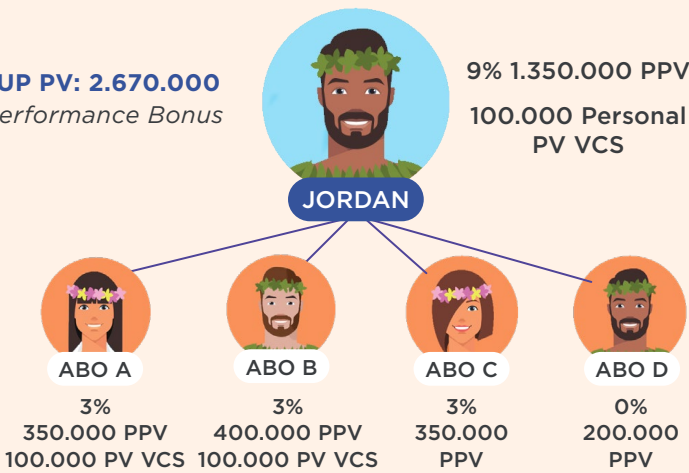 UP PV: 2.670.000
erformance Bonus
9% 1.350.000 PPV
100.000 Personal
PV VCS
JORDAN
ABO A
ABO B
ABO C
ABO D
3%
350.000 PPV
100.000 PV VCS
3%
400.000 PPV
100.000 PV VCS
3%
350.000
PPV
0%
200.000
PPV